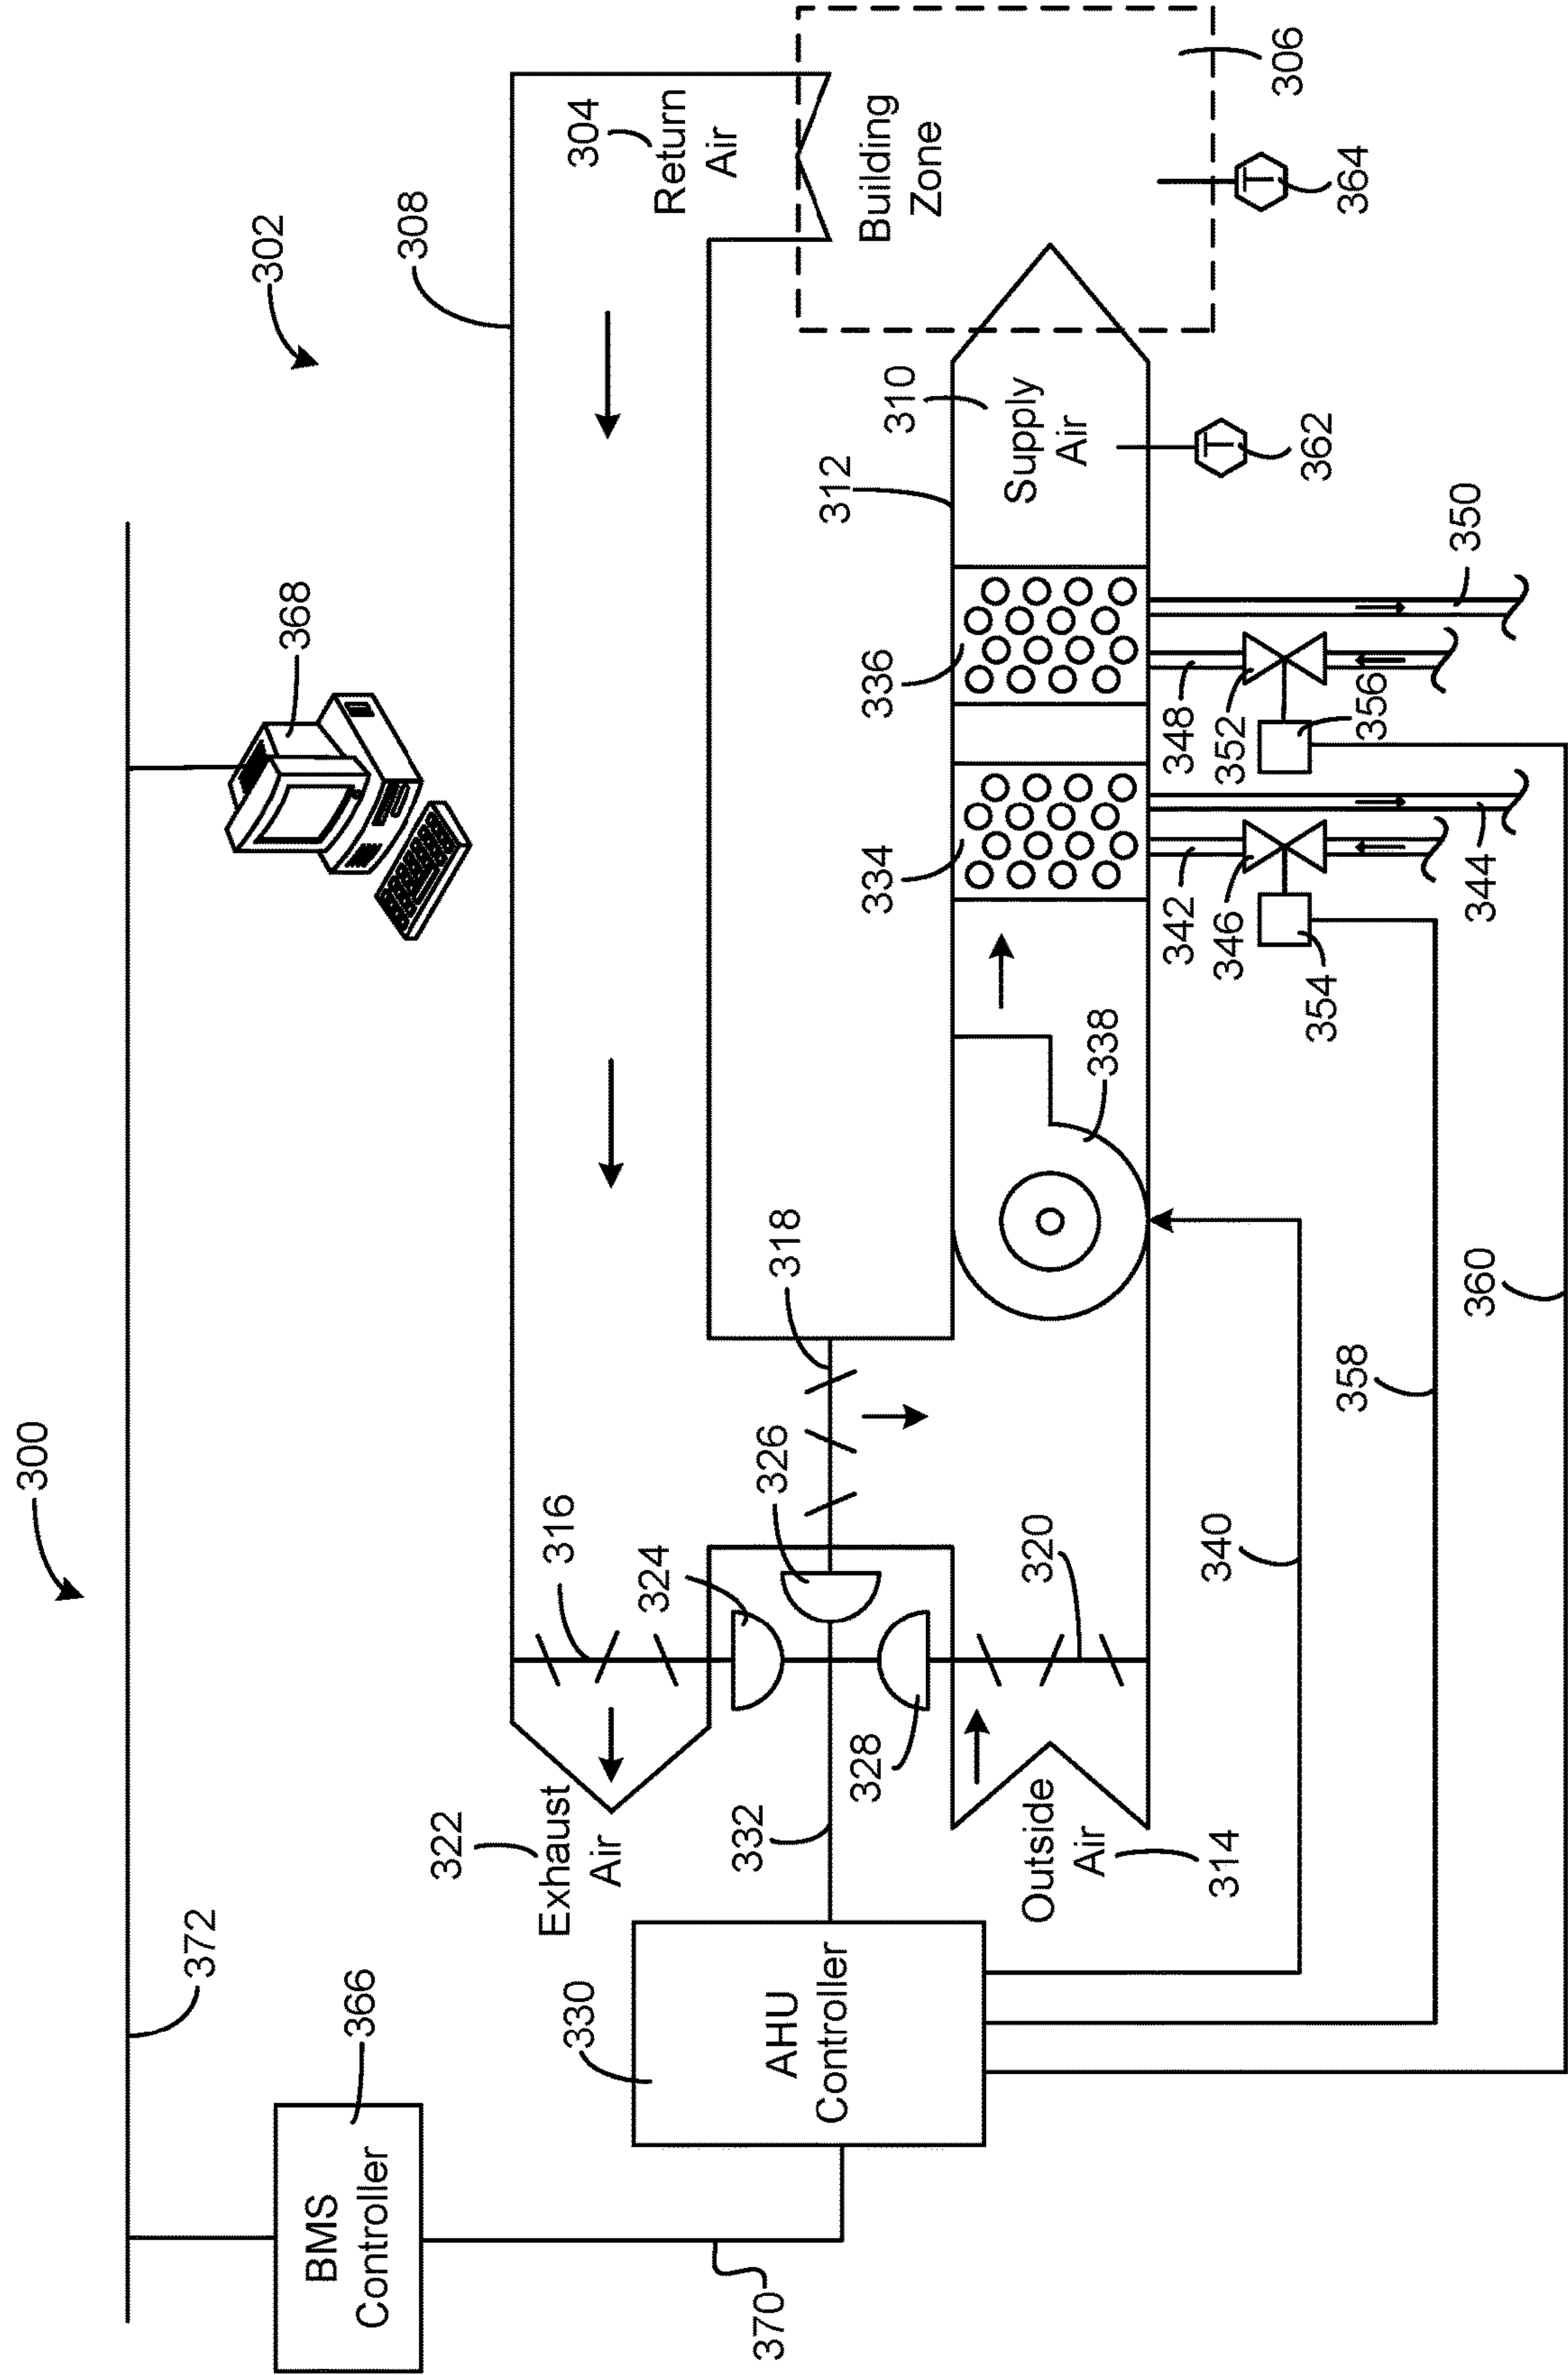 300
302
372
368
BMS
Controller
366
370
308
304
Return
Air
322
Exhaust
Air
316
324
326
318
332
328
330
AHU
Controller
Building
Zone
306
364
312
310
Supply
Air
362
336
334
338
Outside
Air
314
320
340
342
346
354
344
348
352
356
350
358
360